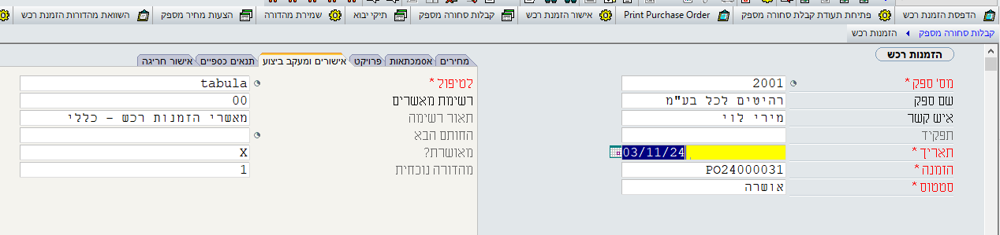 הדפסת הזמנת רכש
פתיחת תעודת קבלת סחורה מספק
Print Purchase Order
אישור הזמנת רכש
קבלות סחורה מספק
תיקי יבוא
שמירת מהדורה
הצעות מחיר מספק
השוואת מהדורות הזמנת רכש
קבלות סחורה מספק הזמנות רכש
הזמנות רכש
מס' ספק * 2001
שם ספק רהיטים לכל בע"מ
איש קשר מירי לוי
תפקיד
תאריך * 03/11/24
הזמנה * PO24000031
סטטוס * אושרה
מחירים אסמכתאות פרויקט אישורים ומעקב ביצוע תנאים כספיים אישור חריגה
לטיפול * tabula
רשימת מאשרים 00
תאור רשימה מאשרי הזמנות רכש - כללי
החותם הבא
מאושרת? X
מהדורה נוכחית 1